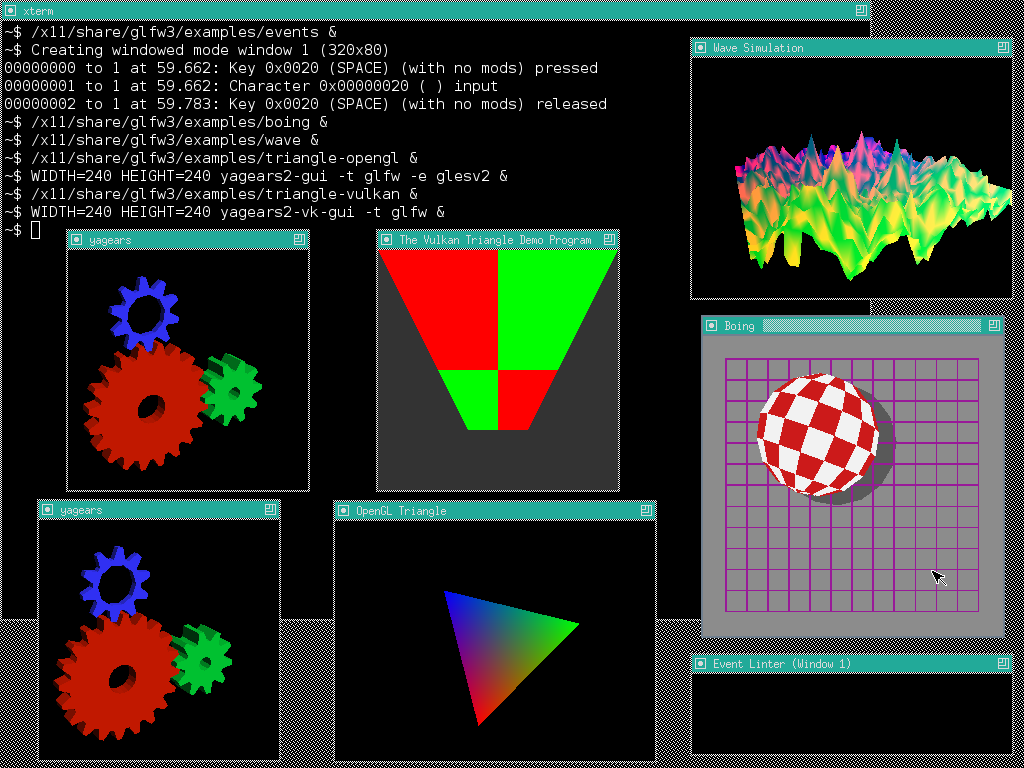 xterm
~$ /x11/share/glfw3/examples/events &
~$ Creating windowed mode window 1 (320x80)
00000000 to 1 at 59.662: Key 0x0020 (SPACE) (with no mods) pressed
00000001 to 1 at 59.662: Character 0x00000020 ( ) input
00000002 to 1 at 59.783: Key 0x0020 (SPACE) (with no mods) released
~$ /x11/share/glfw3/examples/boing &
~$ /x11/share/glfw3/examples/wave &
~$ /x11/share/glfw3/examples/triangle-opengl &
~$ WIDTH=240 HEIGHT=240 yagears2-gui -t glfw -e glesv2 &
~$ /x11/share/glfw3/examples/triangle-vulkan &
~$ WIDTH=240 HEIGHT=240 yagears2-vk-gui -t glfw &
~$
Wave Simulation
yagears
The Vulkan Triangle Demo Program
Boing
yagears
OpenGL Triangle
Event Linter (Window 1)